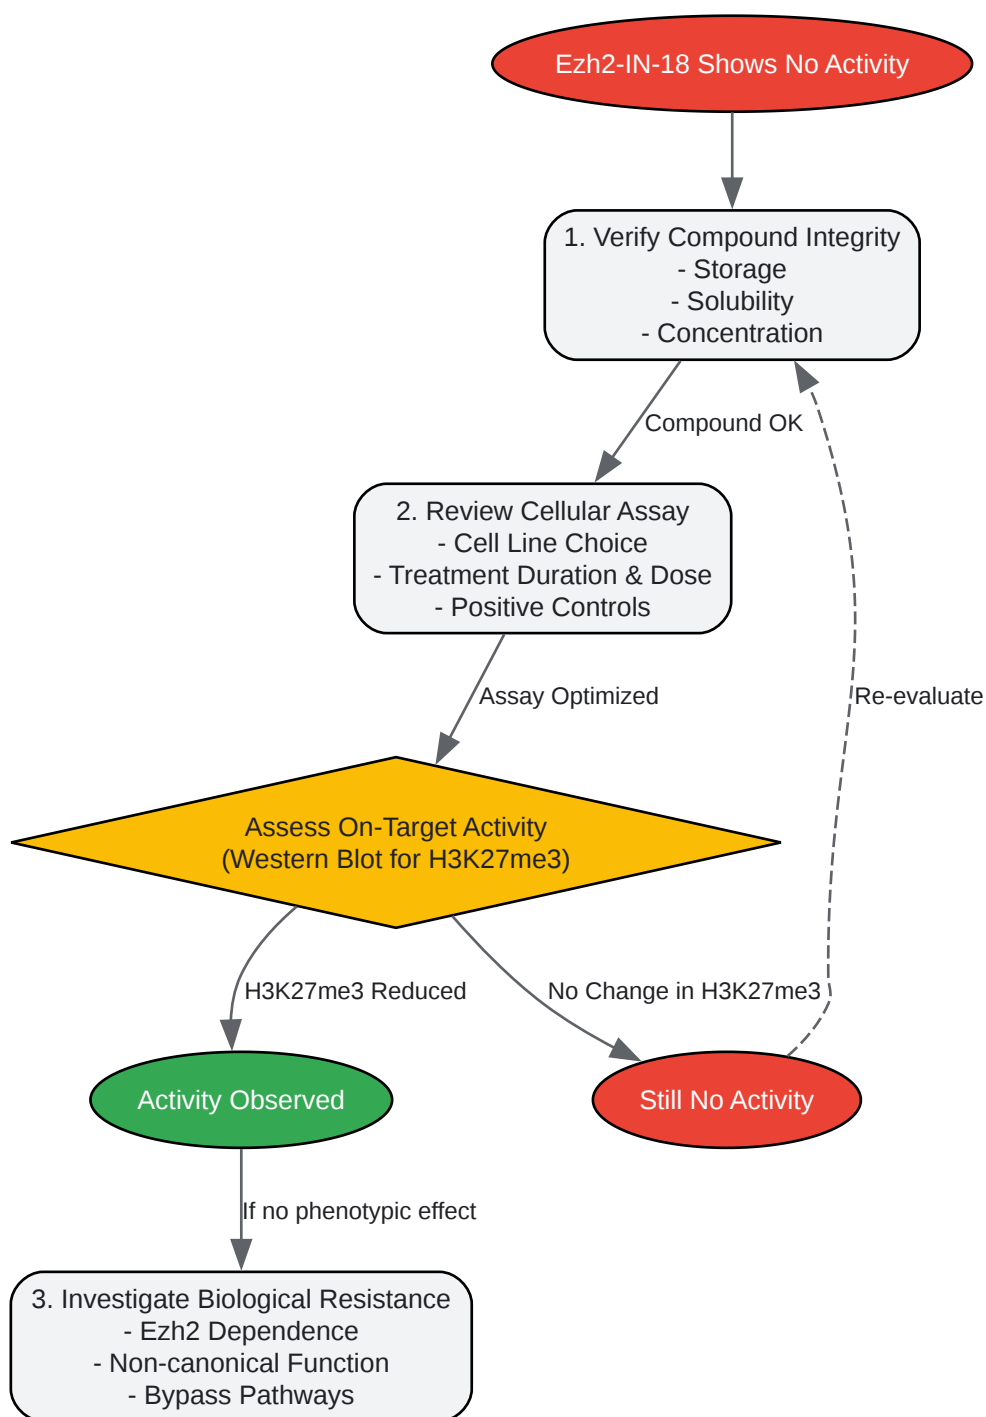 Ezh2-IN-18 Shows No Activity
1. Verify Compound Integrity
- Storage
- Solubility
- Concentration
Compound OK
2. Review Cellular Assay
- Cell Line Choice
- Treatment Duration & Dose
- Positive Controls
Assay Optimized
Re-evaluate
Assess On-Target Activity
(Western Blot for H3K27me3)
H3K27me3 Reduced
No Change in H3K27me3
Activity Observed
Still No Activity
If no phenotypic effect
3. Investigate Biological Resistance
- Ezh2 Dependence
- Non-canonical Function
- Bypass Pathways